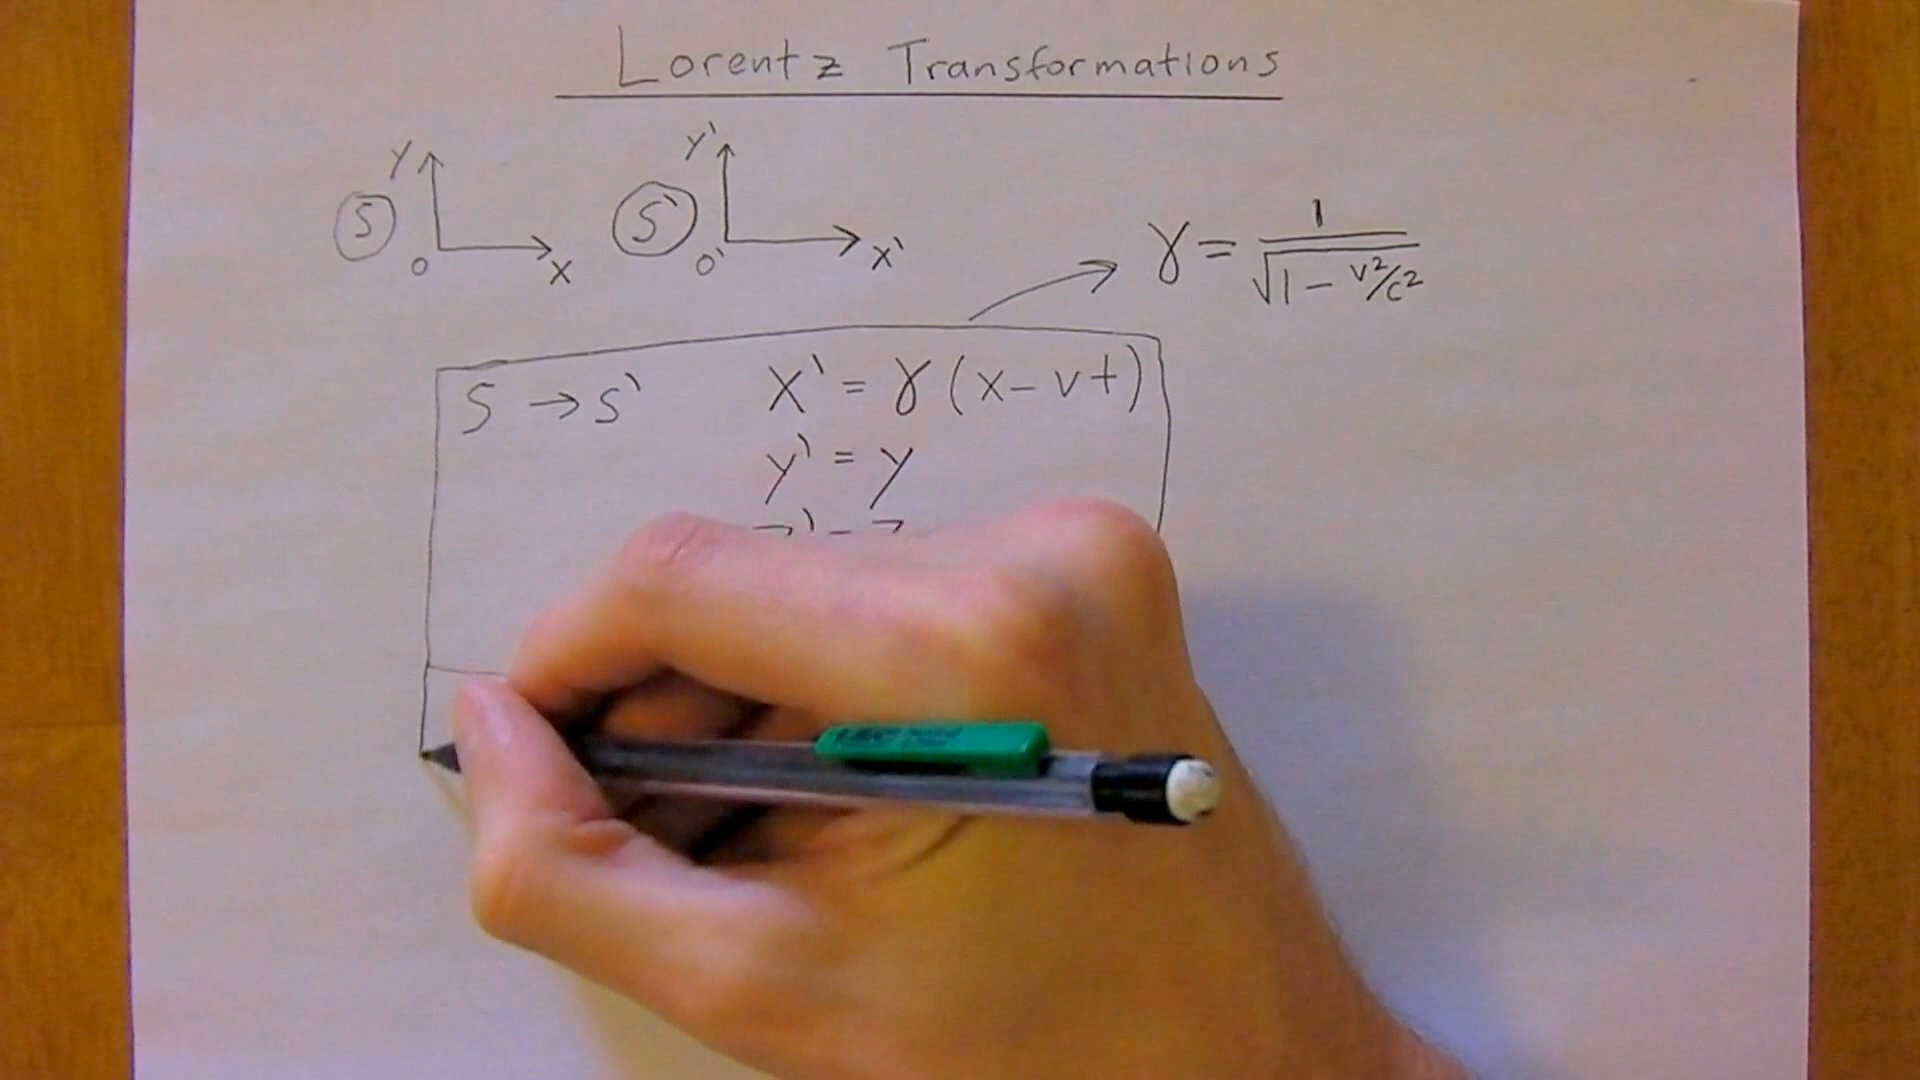 Lorentz Transformations
y
S
O
x
y'
S'
O'
x'
γ = 1/√(1 - v²/c²)
S → S'
x' = γ (x - vt)
y' = y